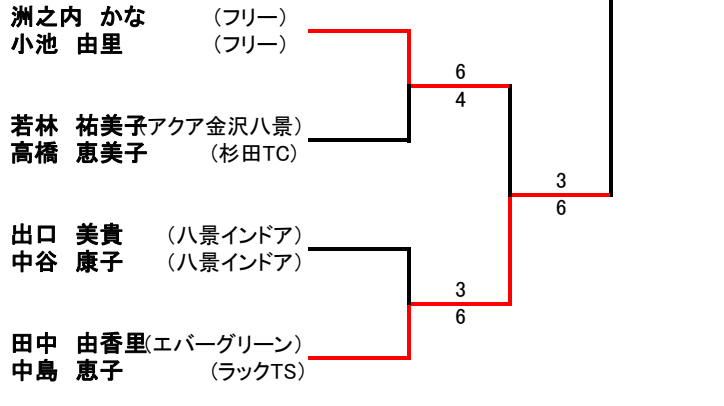 洲之内　かな　（フリー）
小池　由里　（フリー）
6
4
若林　祐美子（アクア金沢八景）
高橋　恵美子　（杉田TC）
3
6
出口　美貴　（八景インドア）
中谷　康子　（八景インドア）
3
6
田中　由香里（エバーグリーン）
中島　恵子　（ラックTS）